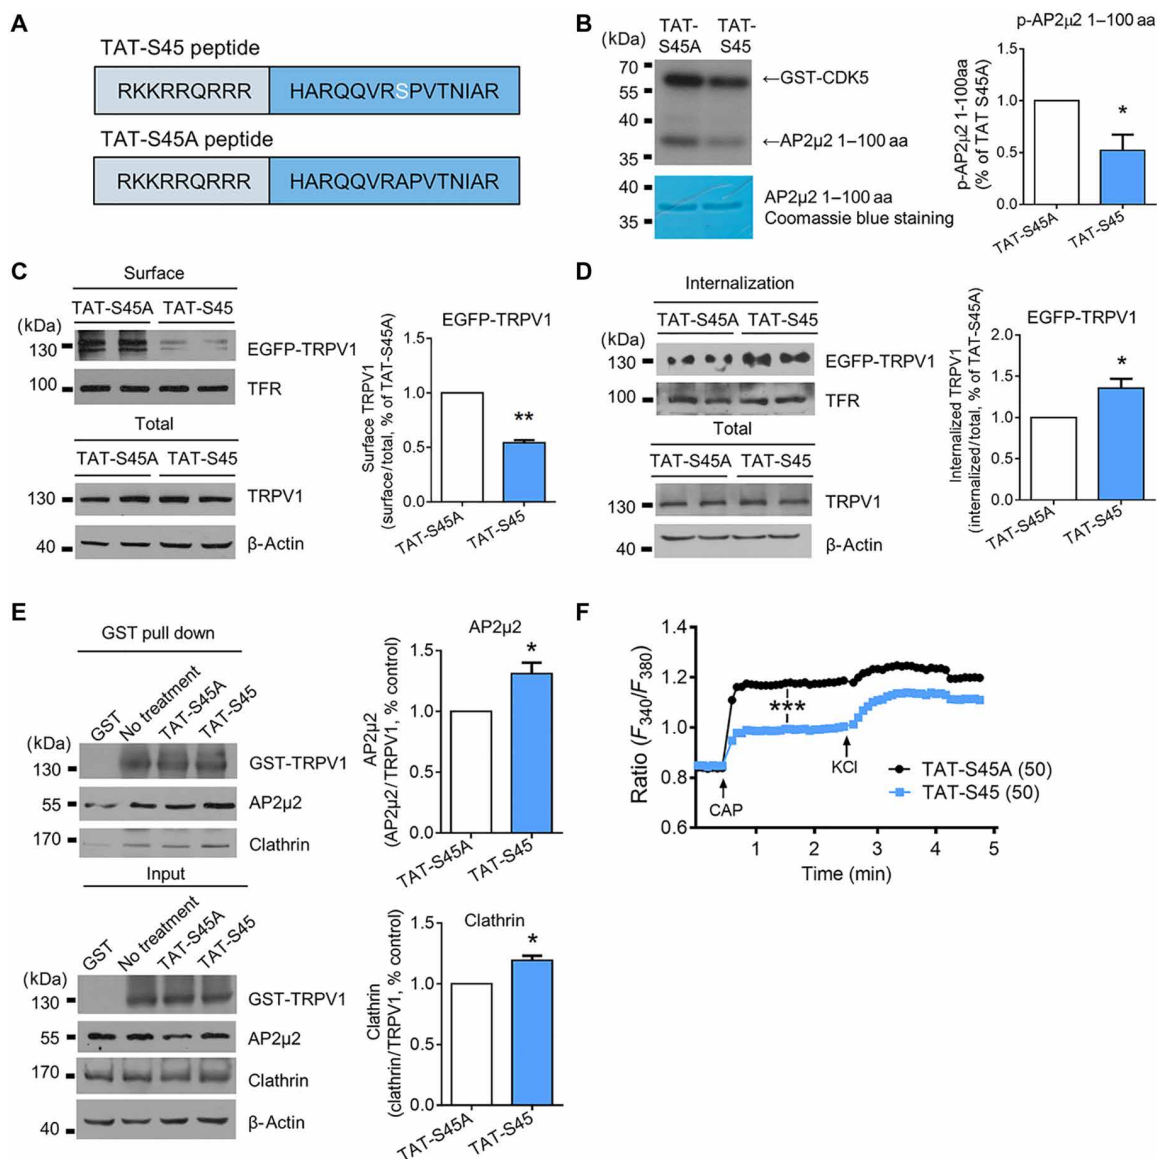 A
TAT-S45 peptide
RKKRRQRRR HARQQVRSPVTNIAR
TAT-S45A peptide
RKKRRQRRR HARQQVRAPVTNIAR
B
(kDa)
TAT-
S45A
TAT-
S45
70
55
40
35
←GST-CDK5
←AP2μ2 1–100 aa
40
35
AP2μ2 1–100 aa
Coomassie blue staining
p-AP2μ2 1–100 aa
p-AP2μ2 1–100aa
(% of TAT S45A)
1.5
1.0
0.5
0.0
*
TAT-S45A
TAT-S45
C
Surface
TAT-S45A TAT-S45
(kDa)
130
EGFP-TRPV1
100
TFR
Total
TAT-S45A TAT-S45
130
TRPV1
40
β-Actin
EGFP-TRPV1
Surface TRPV1
(surface/total, % of TAT-S45A)
1.5
1.0
0.5
0.0
**
TAT-S45A
TAT-S45
D
Internalization
TAT-S45A TAT-S45
(kDa)
130
EGFP-TRPV1
100
TFR
Total
TAT-S45A TAT-S45
130
TRPV1
40
β-Actin
EGFP-TRPV1
Internalized TRPV1
(internalized/total, % of TAT-S45A)
2.0
1.5
1.0
0.5
0.0
*
TAT-S45A
TAT-S45
E
GST pull down
GST
No treatment
TAT-S45A
TAT-S45
(kDa)
130
GST-TRPV1
55
AP2μ2
170
Clathrin
Input
GST
No treatment
TAT-S45A
TAT-S45
(kDa)
130
GST-TRPV1
55
AP2μ2
170
Clathrin
40
β-Actin
AP2μ2
AP2μ2
(AP2μ2/TRPV1, % control)
1.5
1.0
0.5
0.0
*
TAT-S45A
TAT-S45
Clathrin
Clathrin
(clathrin/TRPV1, % control)
1.5
1.0
0.5
0.0
*
TAT-S45A
TAT-S45
F
Ratio (F340/F380)
1.4
1.2
1.0
0.8
0.6
***
CAP
KCl
TAT-S45A (50)
TAT-S45 (50)
1 2 3 4 5
Time (min)